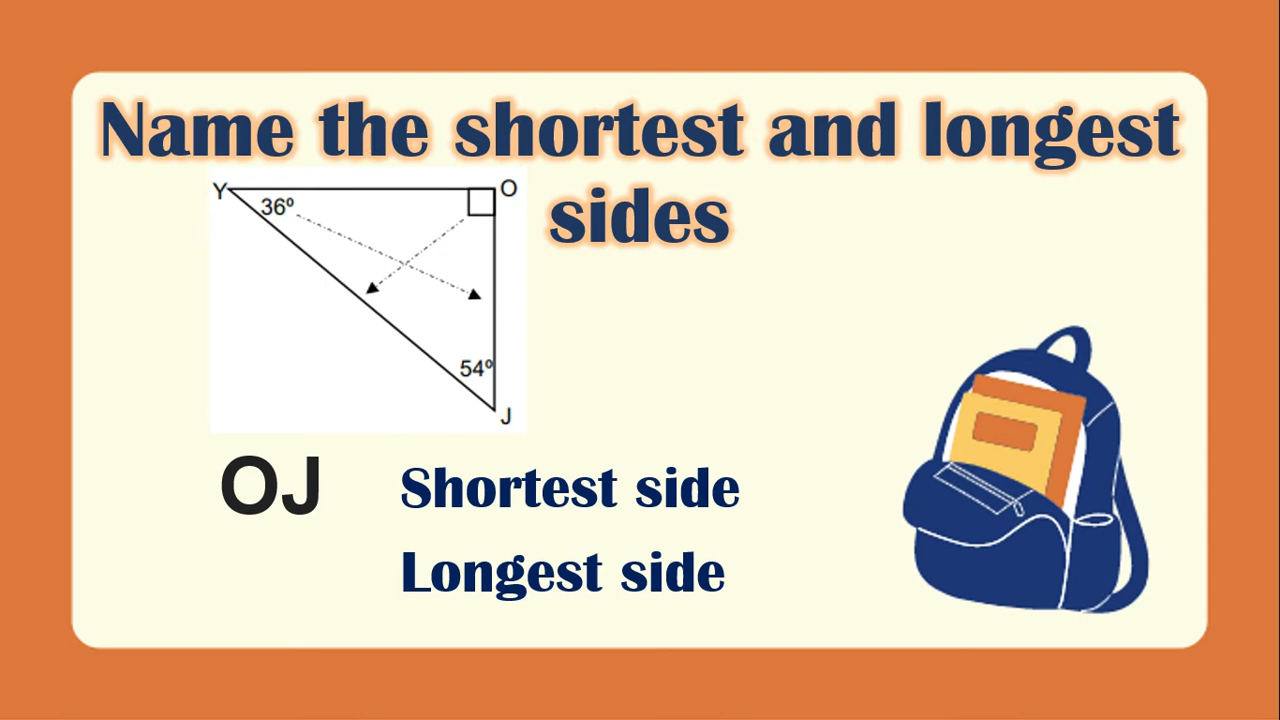 Name the shortest and longest
sides
Y
O
36º
54º
J
OJ Shortest side
Longest side